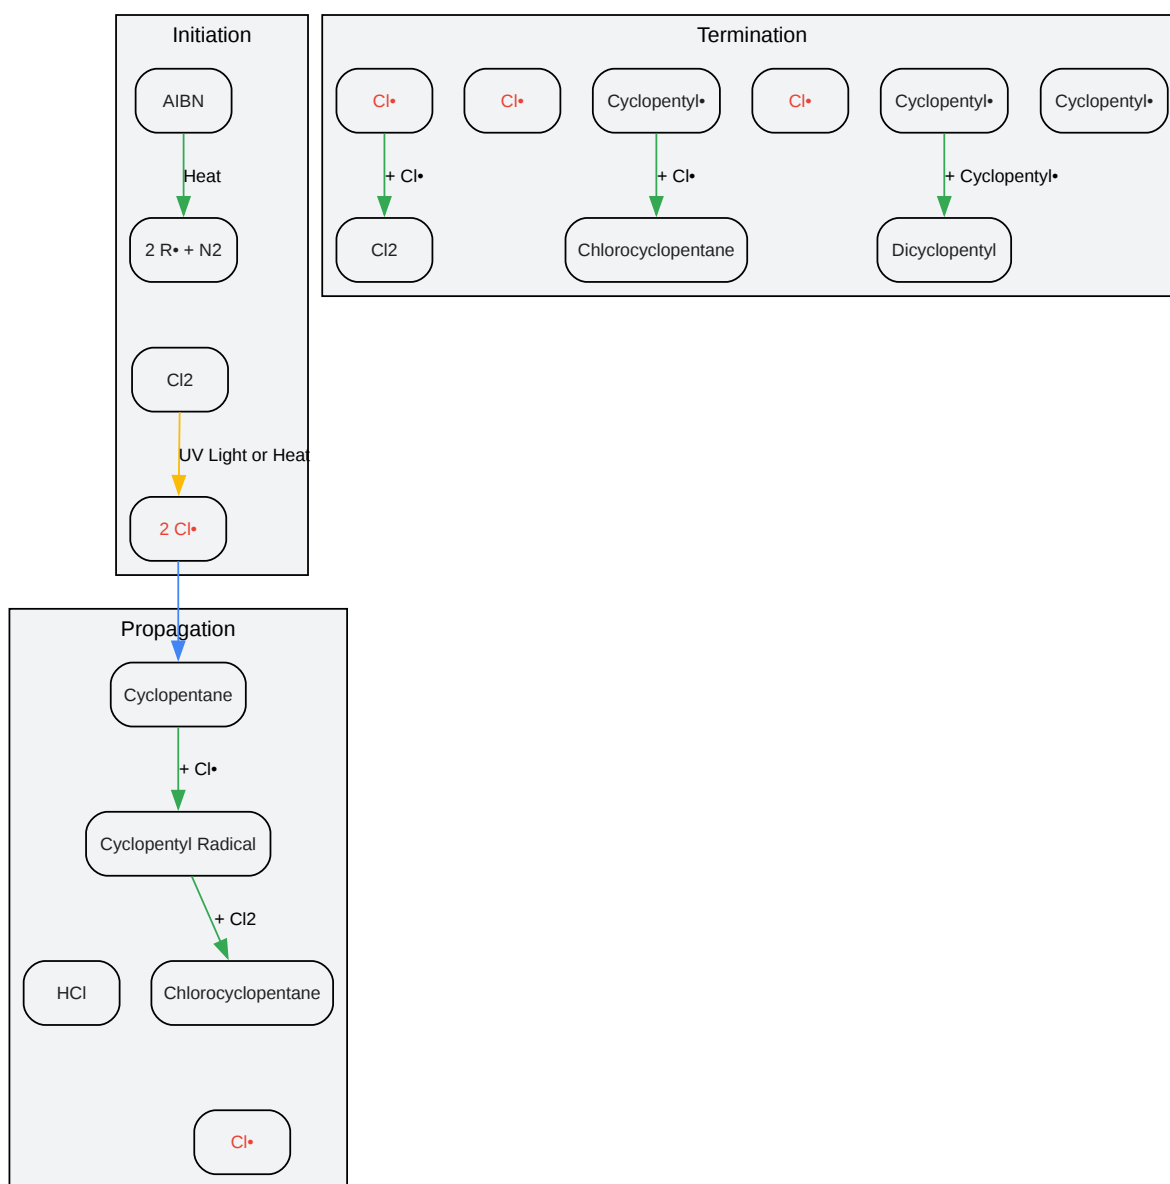 Initiation
AIBN
Heat
2 R• + N2
Cl2
UV Light or Heat
2 Cl•
Termination
Cl•
Cl•
Cyclopentyl•
Cl•
Cyclopentyl•
Cyclopentyl•
+ Cl•
+ Cl•
+ Cyclopentyl•
Cl2
Chlorocyclopentane
Dicyclopentyl
Propagation
Cyclopentane
+ Cl•
Cyclopentyl Radical
+ Cl2
HCl
Chlorocyclopentane
Cl•